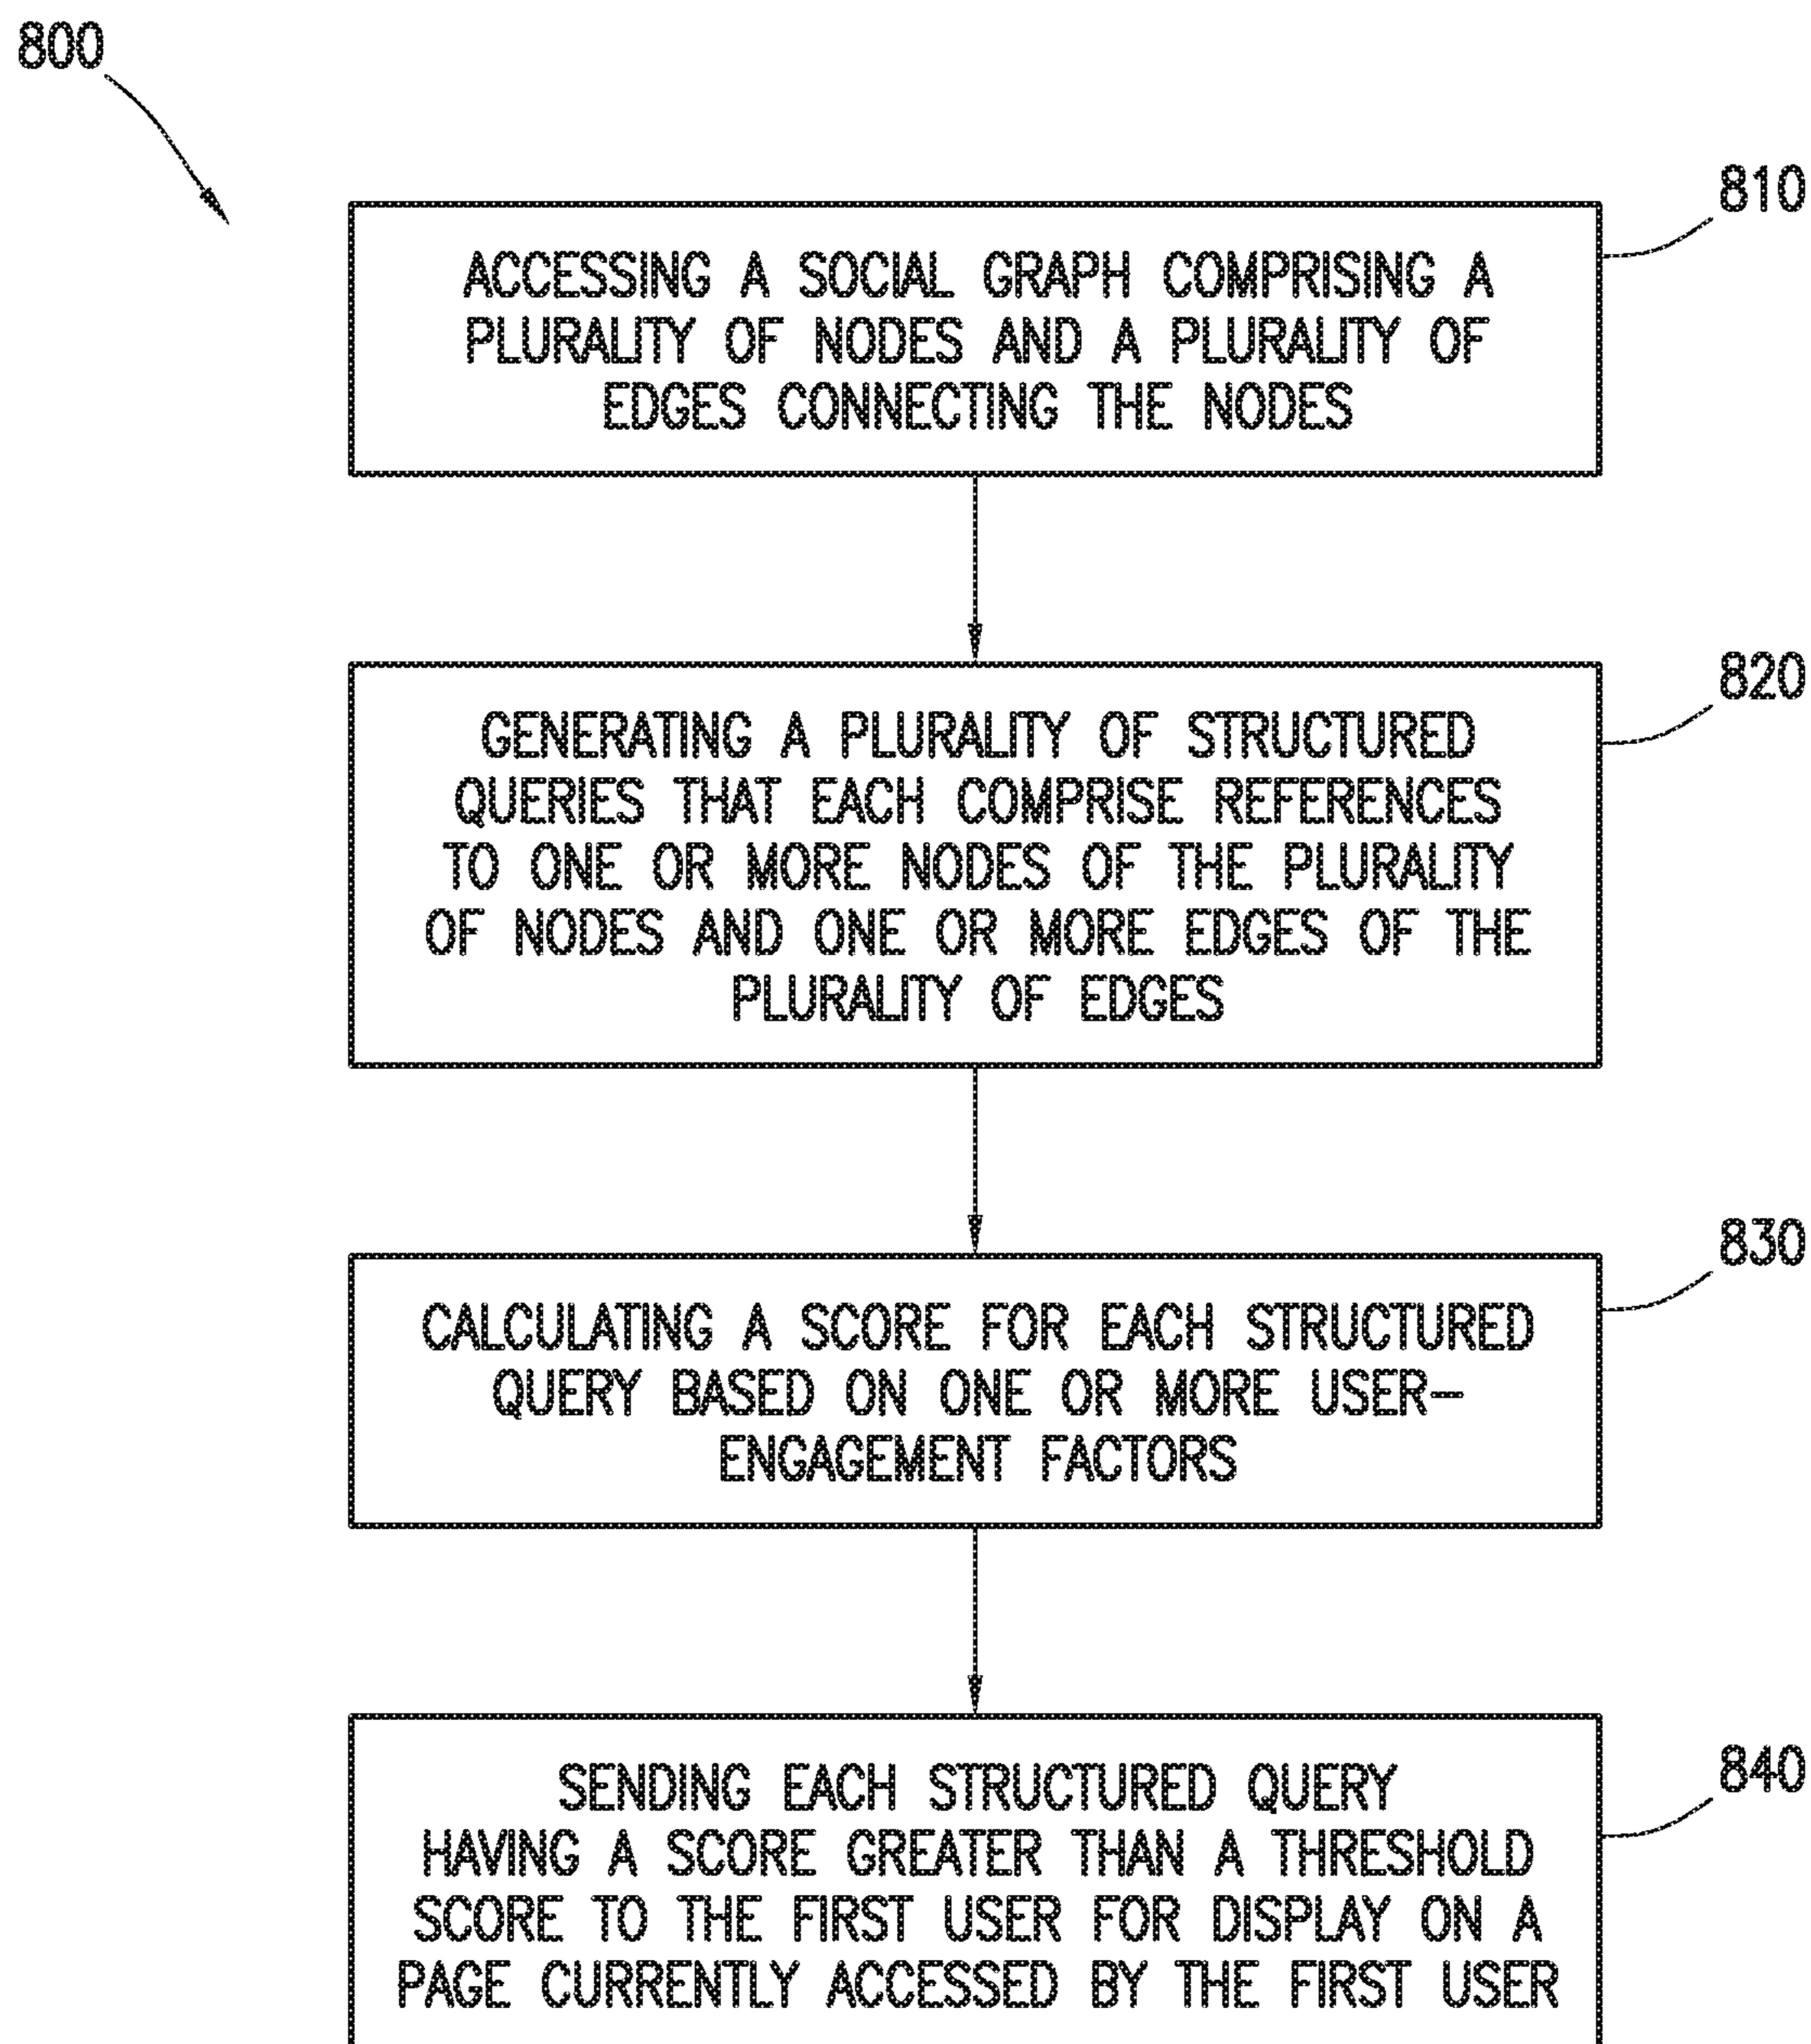 800
810
ACCESSING A SOCIAL GRAPH COMPRISING A
PLURALITY OF NODES AND A PLURALITY OF
EDGES CONNECTING THE NODES
820
GENERATING A PLURALITY OF STRUCTURED
QUERIES THAT EACH COMPRISE REFERENCES
TO ONE OR MORE NODES OF THE PLURALITY
OF NODES AND ONE OR MORE EDGES OF THE
PLURALITY OF EDGES
830
CALCULATING A SCORE FOR EACH STRUCTURED
QUERY BASED ON ONE OR MORE USER-
ENGAGEMENT FACTORS
840
SENDING EACH STRUCTURED QUERY
HAVING A SCORE GREATER THAN A THRESHOLD
SCORE TO THE FIRST USER FOR DISPLAY ON A
PAGE CURRENTLY ACCESSED BY THE FIRST USER